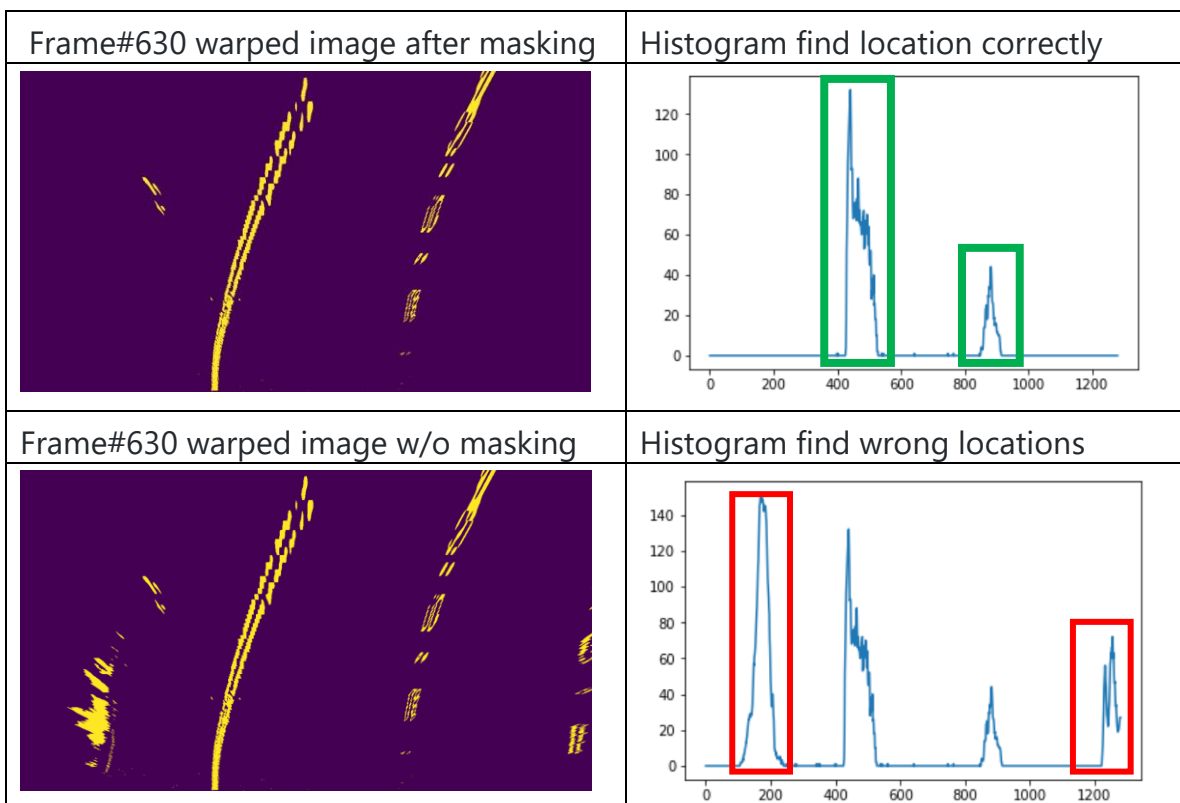 Frame#630 warped image after masking
Histogram find location correctly
120
100
80
60
40
20
0
0 200 400 600 800 1000 1200
Frame#630 warped image w/o masking
Histogram find wrong locations
140
120
100
80
60
40
20
0
0 200 400 600 800 1000 1200